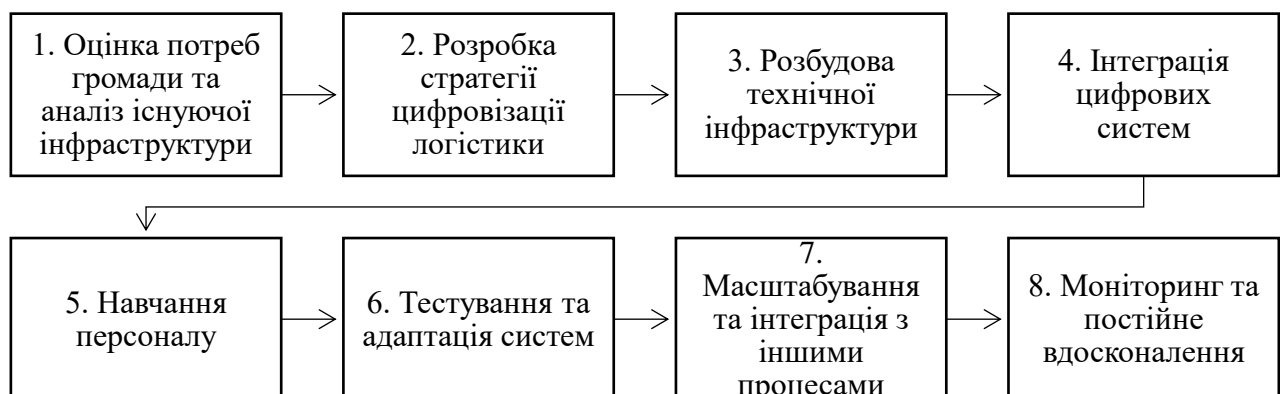 1. Оцінка потреб
громади та
аналіз існуючої
інфраструктури
2. Розробка
стратегії
цифровізації
логістики
3. Розбудова
технічної
інфраструктури
4. Інтеграція
цифрових
систем
5. Навчання
персоналу
6. Тестування та
адаптація систем
7.
Масштабування
та інтеграція з
іншими
процесами
8. Моніторинг та
постійне
вдосконалення